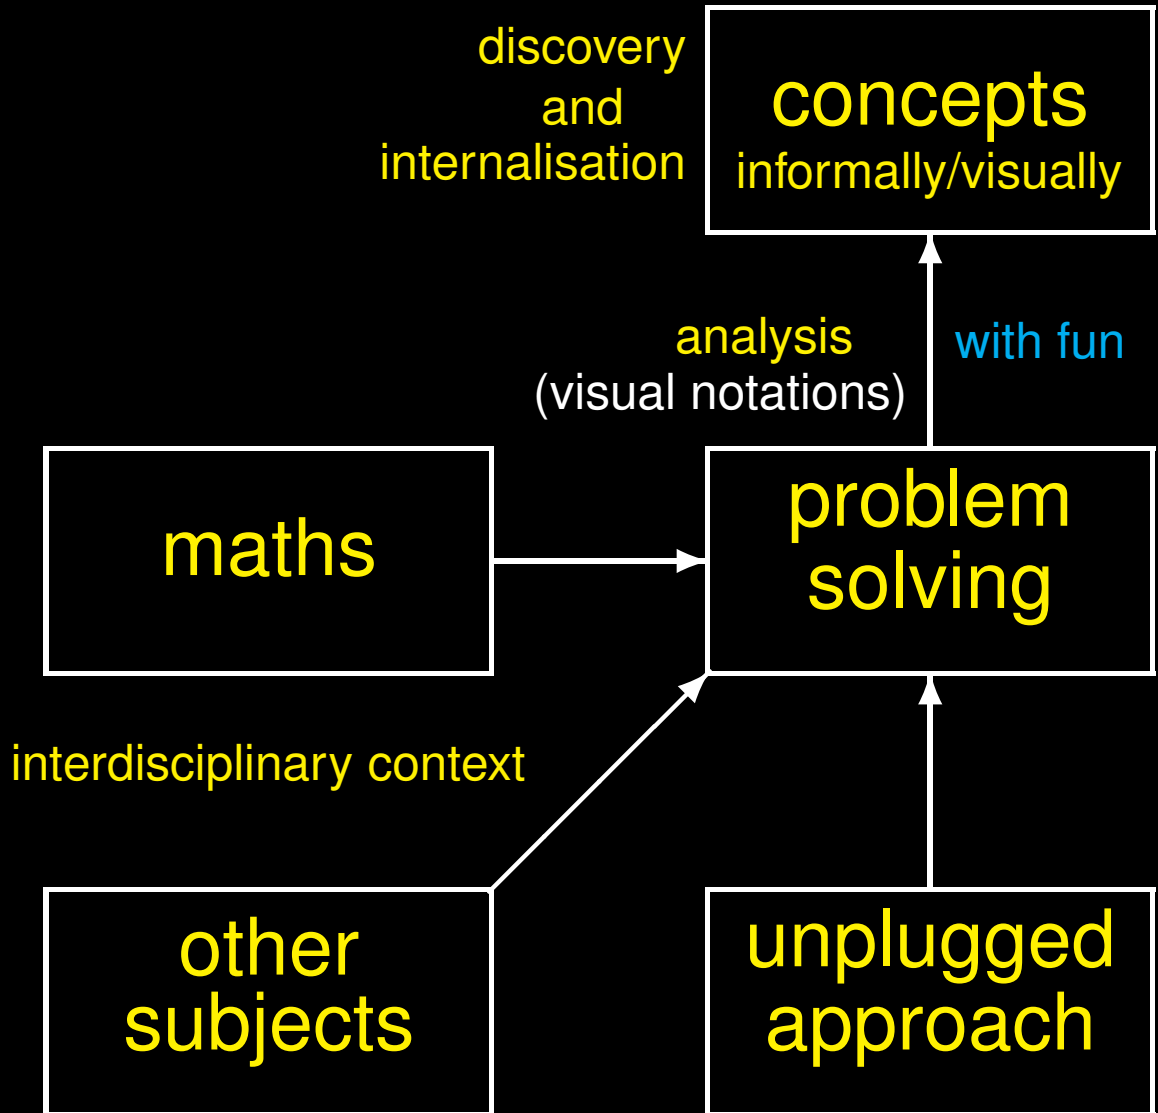 discovery
and
internalisation
concepts
informally/visually
analysis
(visual notations)
with fun
maths
problem
solving
interdisciplinary context
other
subjects
unplugged
approach